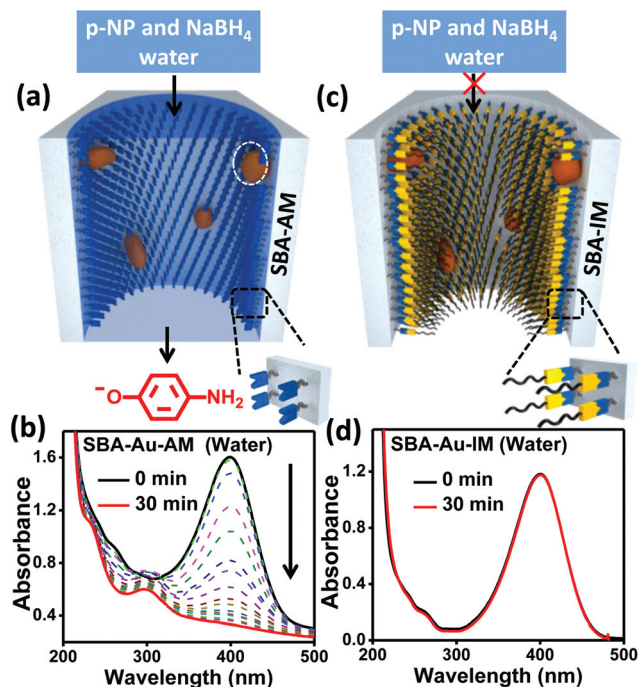 p-NP and NaBH₄
water
p-NP and NaBH₄
water
(a)
SBA-AM
(c)
SBA-IM
⁻O NH₂
(b)
SBA-Au-AM (Water)
0 min
30 min
1.6
1.2
0.8
0.4
Absorbance
200 300 400 500
Wavelength (nm)
(d)
SBA-Au-IM (Water)
0 min
30 min
1.2
0.8
0.4
0.0
Absorbance
200 300 400 500
Wavelength (nm)